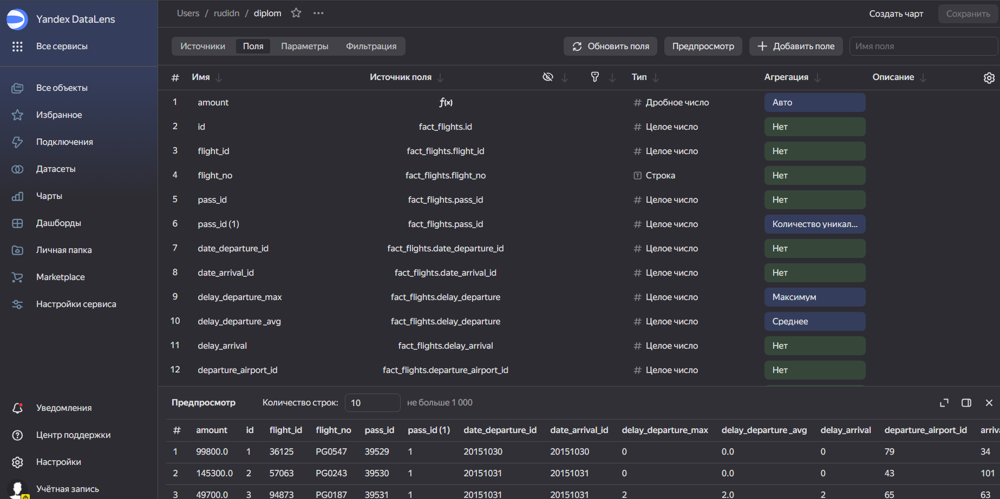 Yandex DataLens
Все сервисы
Все объекты
Избранное
Подключения
Датасеты
Чарты
Дашборды
Личная папка
Marketplace
Настройки сервиса
Уведомления
Центр поддержки
Настройки
Учётная запись
Users / rudidn / diplom
Создать чарт Сохранить
Источники Поля Параметры Фильтрация Обновить поля Предпросмотр Добавить поле Имя поля
# Имя Источник поля Тип Агрегация Описание
1 amount f(x) # Дробное число Авто
2 id fact_flights.id # Целое число Нет
3 flight_id fact_flights.flight_id # Целое число Нет
4 flight_no fact_flights.flight_no Строка Нет
5 pass_id fact_flights.pass_id # Целое число Нет
6 pass_id (1) fact_flights.pass_id # Целое число Количество уникал...
7 date_departure_id fact_flights.date_departure_id # Целое число Нет
8 date_arrival_id fact_flights.date_arrival_id # Целое число Нет
9 delay_departure_max fact_flights.delay_departure # Целое число Максимум
10 delay_departure _avg fact_flights.delay_departure # Целое число Среднее
11 delay_arrival fact_flights.delay_arrival # Целое число Нет
12 departure_airport_id fact_flights.departure_airport_id # Целое число Нет
Предпросмотр Количество строк: 10 не больше 1 000
# amount id flight_id flight_no pass_id pass_id (1) date_departure_id date_arrival_id delay_departure_max delay_departure _avg delay_arrival departure_airport_id arriv
1 99800.0 1 36125 PG0547 39529 1 20151030 20151030 0 0.0 0 79 34
2 145300.0 2 57063 PG0243 39530 1 20151031 20151031 0 0.0 0 43 101
3 49700.0 3 94873 PG0187 39531 1 20151031 20151031 2 2.0 2 65 63